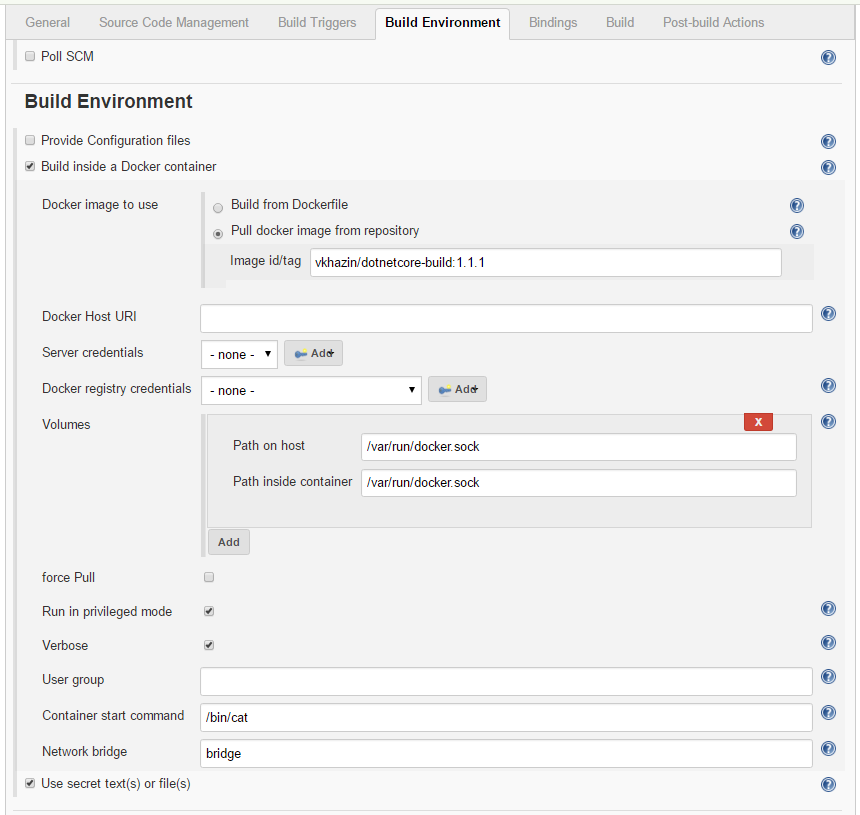 General Source Code Management Build Triggers Build Environment Bindings Build Post-build Actions
Poll SCM
Build Environment
Provide Configuration files
Build inside a Docker container
Docker image to use
Build from Dockerfile
Pull docker image from repository
Image id/tag vkhazin/dotnetcore-build:1.1.1
Docker Host URI
Server credentials - none - Add
Docker registry credentials - none - Add
Volumes
X
Path on host /var/run/docker.sock
Path inside container /var/run/docker.sock
Add
force Pull
Run in privileged mode
Verbose
User group
Container start command /bin/cat
Network bridge bridge
Use secret text(s) or file(s)